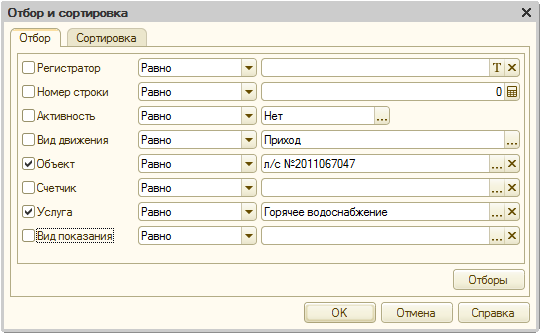 Отбор и сортировка
Отбор Сортировка
Регистратор Равно T
Номер строки Равно 0
Активность Равно Нет ...
Вид движения Равно Приход ...
Объект Равно л/с №2011067047 ...
Счетчик Равно ...
Услуга Равно Горячее водоснабжение ...
Вид показания Равно ...
Отборы
OK Отмена Справка